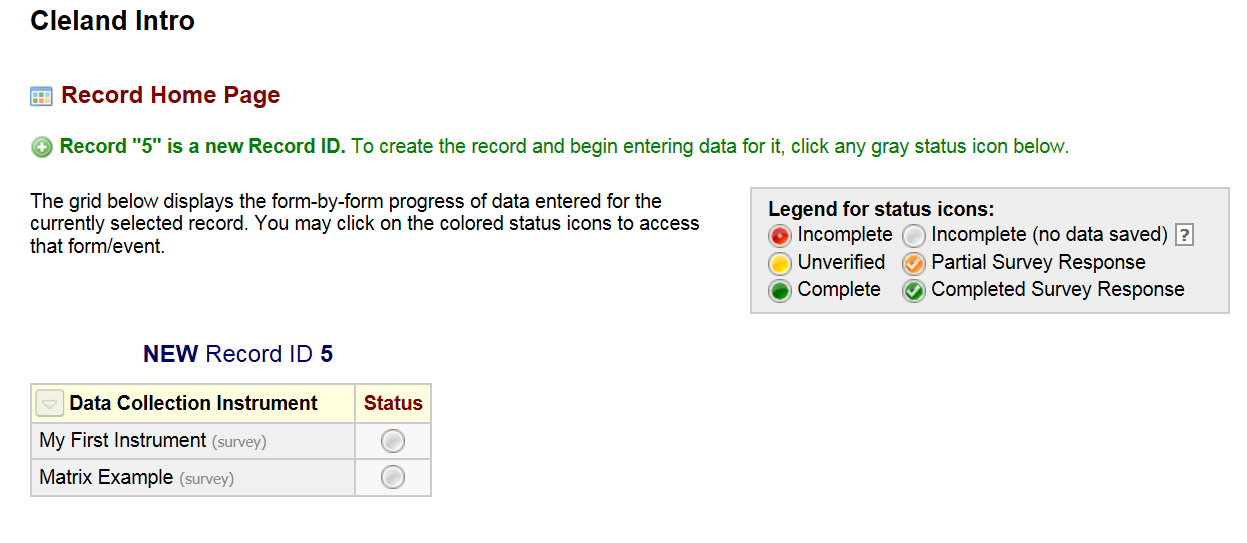 Cleland Intro
Record Home Page
Record "5" is a new Record ID. To create the record and begin entering data for it, click any gray status icon below.
The grid below displays the form-by-form progress of data entered for the
currently selected record. You may click on the colored status icons to access
that form/event.
Legend for status icons:
Incomplete Incomplete (no data saved) ?
Unverified Partial Survey Response
Complete Completed Survey Response
NEW Record ID 5
Data Collection Instrument Status
My First Instrument (survey)
Matrix Example (survey)